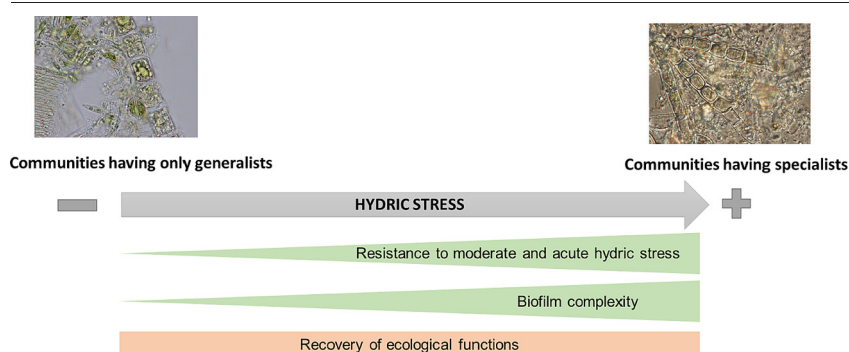 Communities having only generalists
Communities having specialists
HYDRIC STRESS
Resistance to moderate and acute hydric stress
Biofilm complexity
Recovery of ecological functions